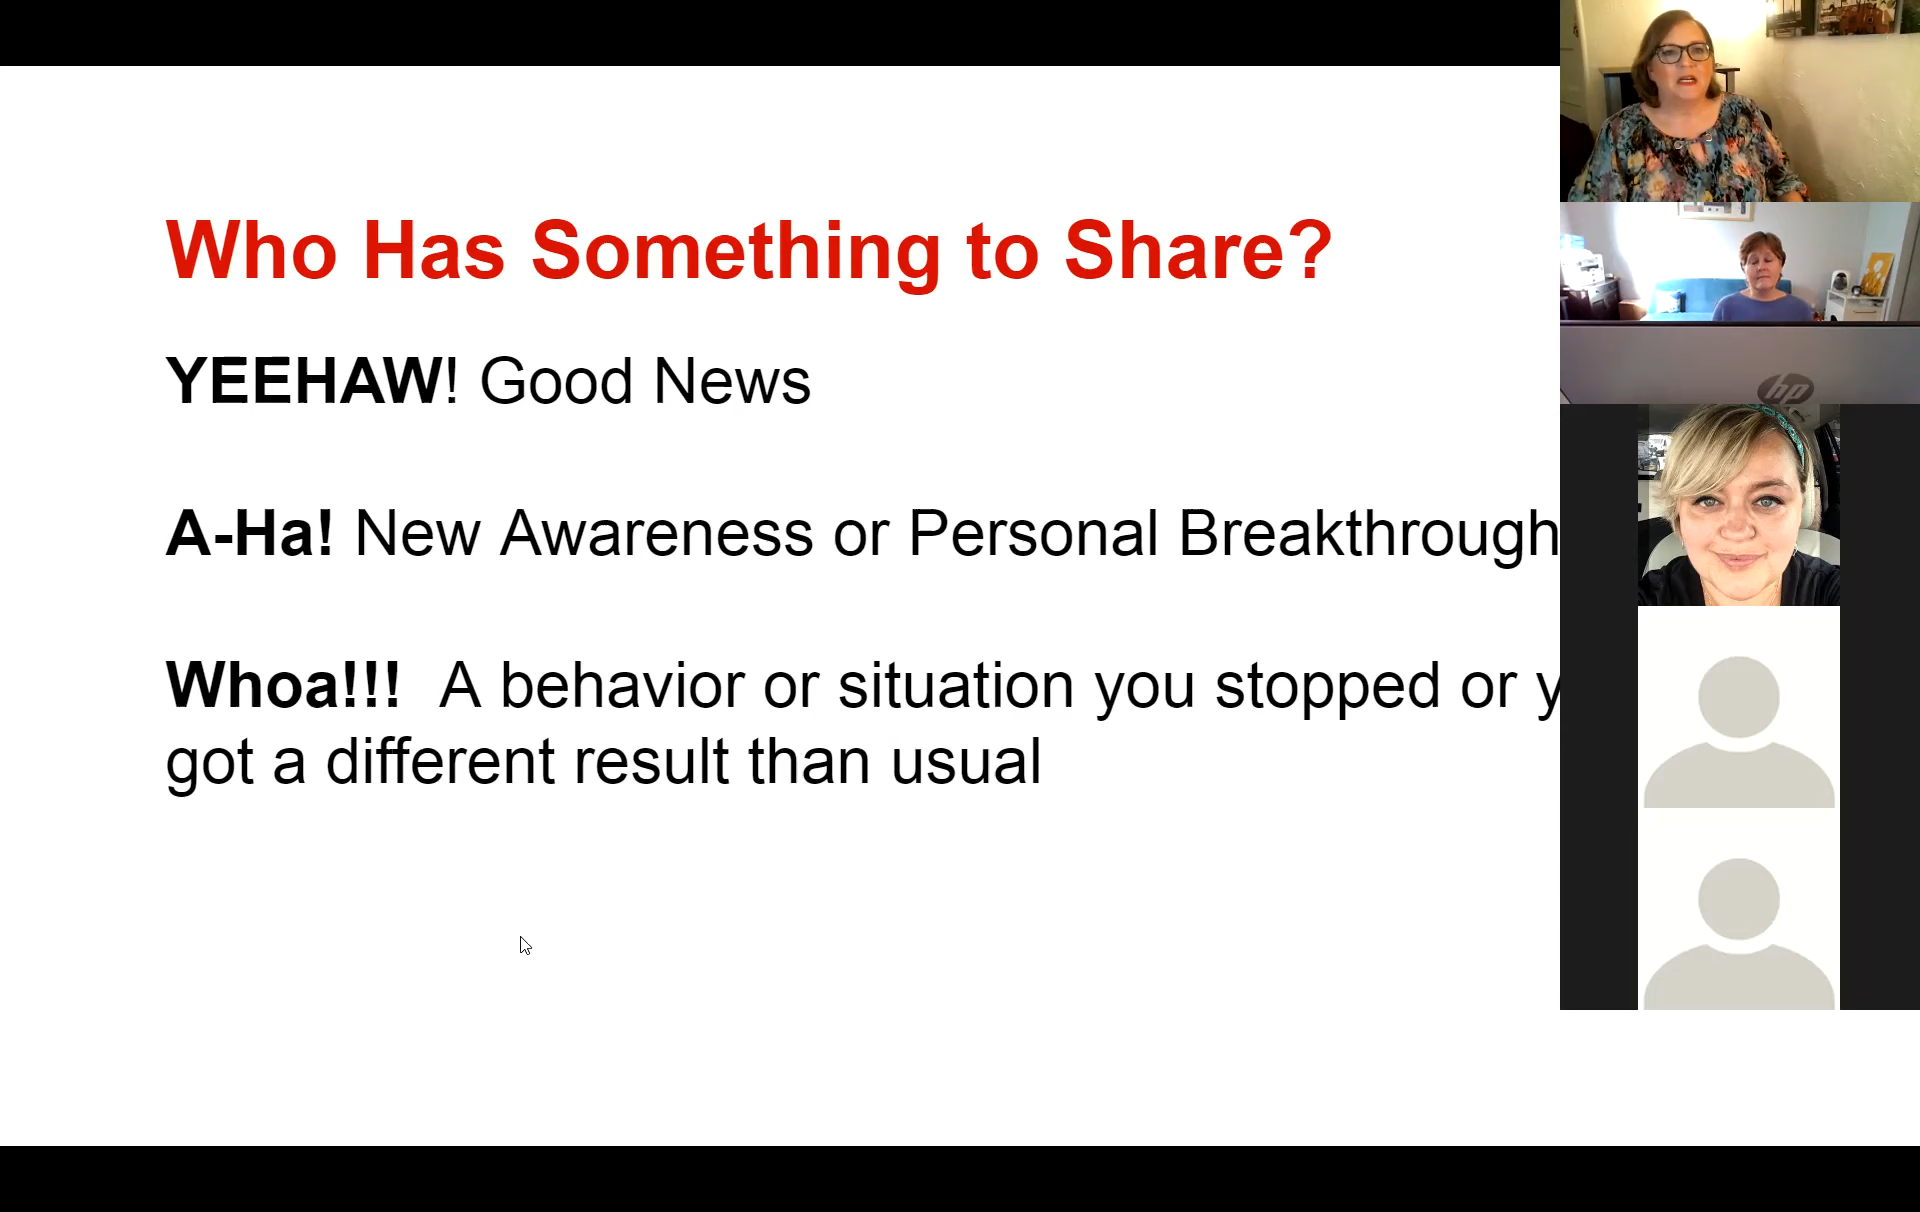 Who Has Something to Share?
YEEHAW! Good News
A-Ha! New Awareness or Personal Breakthrough
Whoa!!!  A behavior or situation you stopped or y
got a different result than usual
hp